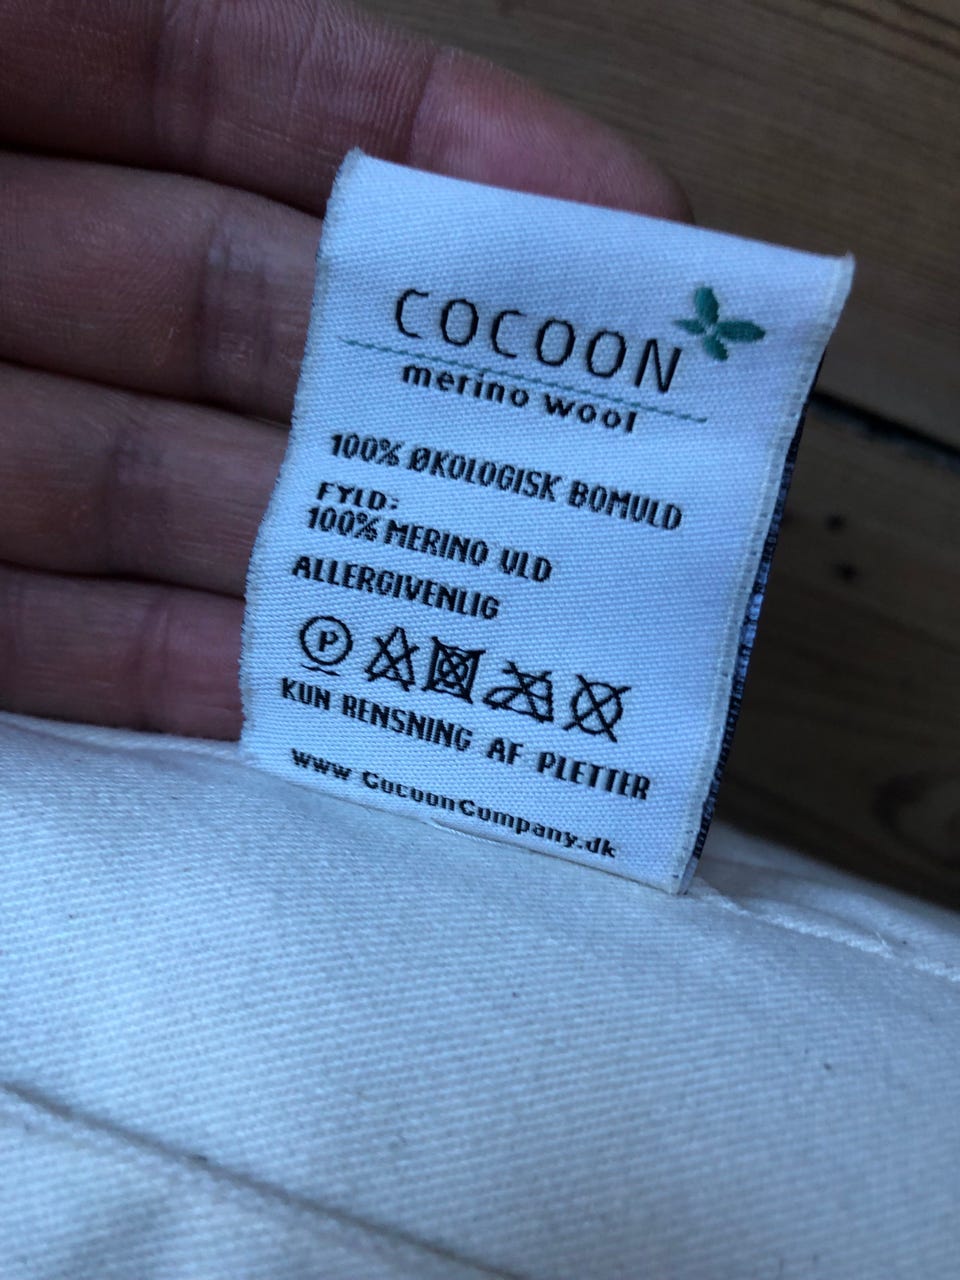 COCOON
merino wool
100% ØKOLOGISK BOMULD
FYLD:
100% MERINO ULD
ALLERGIVENLIG
P
KUN RENSNING AF PLETTER
www CocoonCompany.dk